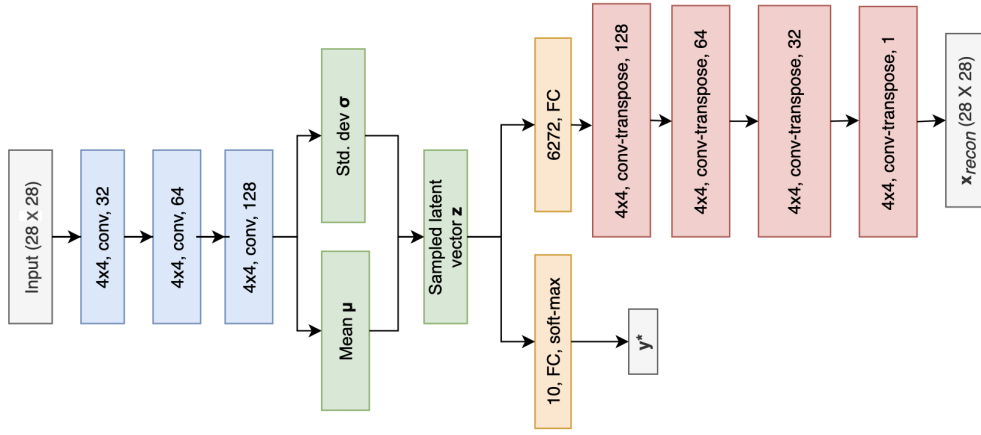 Input (28 X 28)
4x4, conv, 32
4x4, conv, 64
4x4, conv, 128
Mean μ
Std. dev σ
Sampled latent
vector z
10, FC, soft-max
y*
6272, FC
4x4, conv-transpose, 128
4x4, conv-transpose, 64
4x4, conv-transpose, 32
4x4, conv-transpose, 1
x_recon (28 X 28)